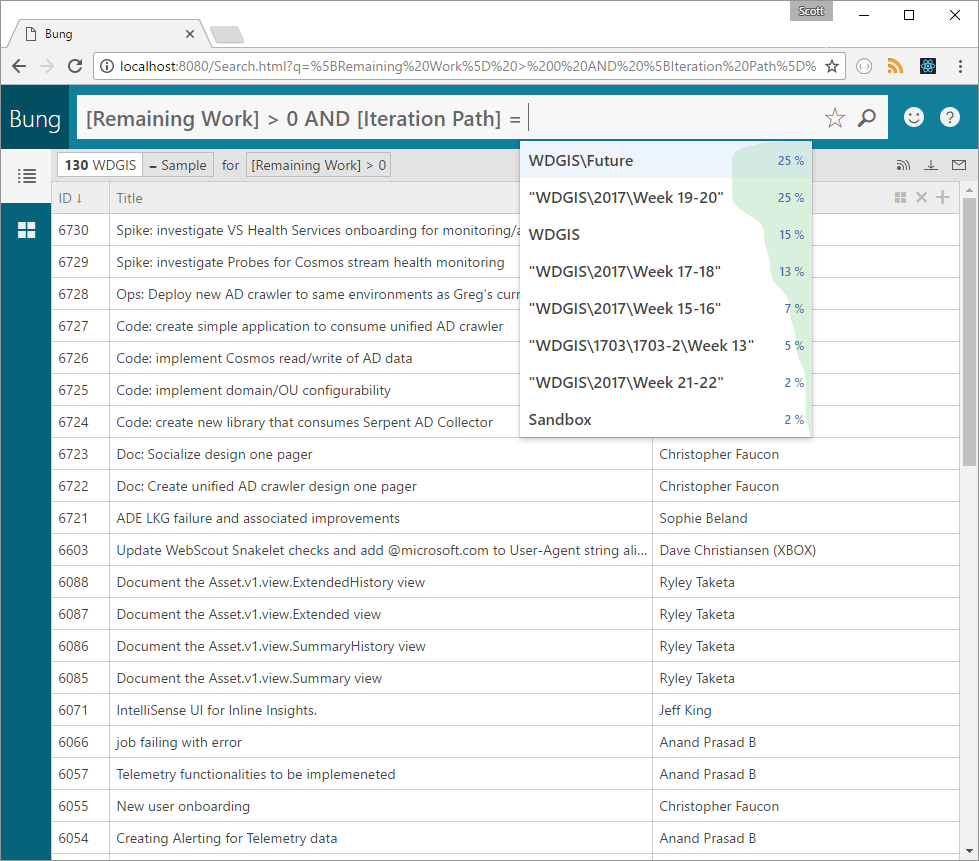 Scott
Bung
localhost:8080/Search.html?q=%5BRemaining%20Work%5D%20>%200%20AND%20%5BIteration%20Path%5D%
Bung
[Remaining Work] > 0 AND [Iteration Path] =
WDGIS\Future 25 %
"WDGIS\2017\Week 19-20" 25 %
WDGIS 15 %
"WDGIS\2017\Week 17-18" 13 %
"WDGIS\2017\Week 15-16" 7 %
"WDGIS\1703\1703-2\Week 13" 5 %
"WDGIS\2017\Week 21-22" 2 %
Sandbox 2 %
130 WDGIS – Sample for [Remaining Work] > 0
ID ↓ Title
6730 Spike: investigate VS Health Services onboarding for monitoring/a
6729 Spike: investigate Probes for Cosmos stream health monitoring
6728 Ops: Deploy new AD crawler to same environments as Greg's curr
6727 Code: create simple application to consume unified AD crawler
6726 Code: implement Cosmos read/write of AD data
6725 Code: implement domain/OU configurability
6724 Code: create new library that consumes Serpent AD Collector
6723 Doc: Socialize design one pager Christopher Faucon
6722 Doc: Create unified AD crawler design one pager Christopher Faucon
6721 ADE LKG failure and associated improvements Sophie Beland
6603 Update WebScout Snakelet checks and add @microsoft.com to User-Agent string ali... Dave Christiansen (XBOX)
6088 Document the Asset.v1.view.ExtendedHistory view Ryley Taketa
6087 Document the Asset.v1.view.Extended view Ryley Taketa
6086 Document the Asset.v1.view.SummaryHistory view Ryley Taketa
6085 Document the Asset.v1.view.Summary view Ryley Taketa
6071 IntelliSense UI for Inline Insights. Jeff King
6066 job failing with error Anand Prasad B
6057 Telemetry functionalities to be implemeneted Anand Prasad B
6055 New user onboarding Christopher Faucon
6054 Creating Alerting for Telemetry data Anand Prasad B